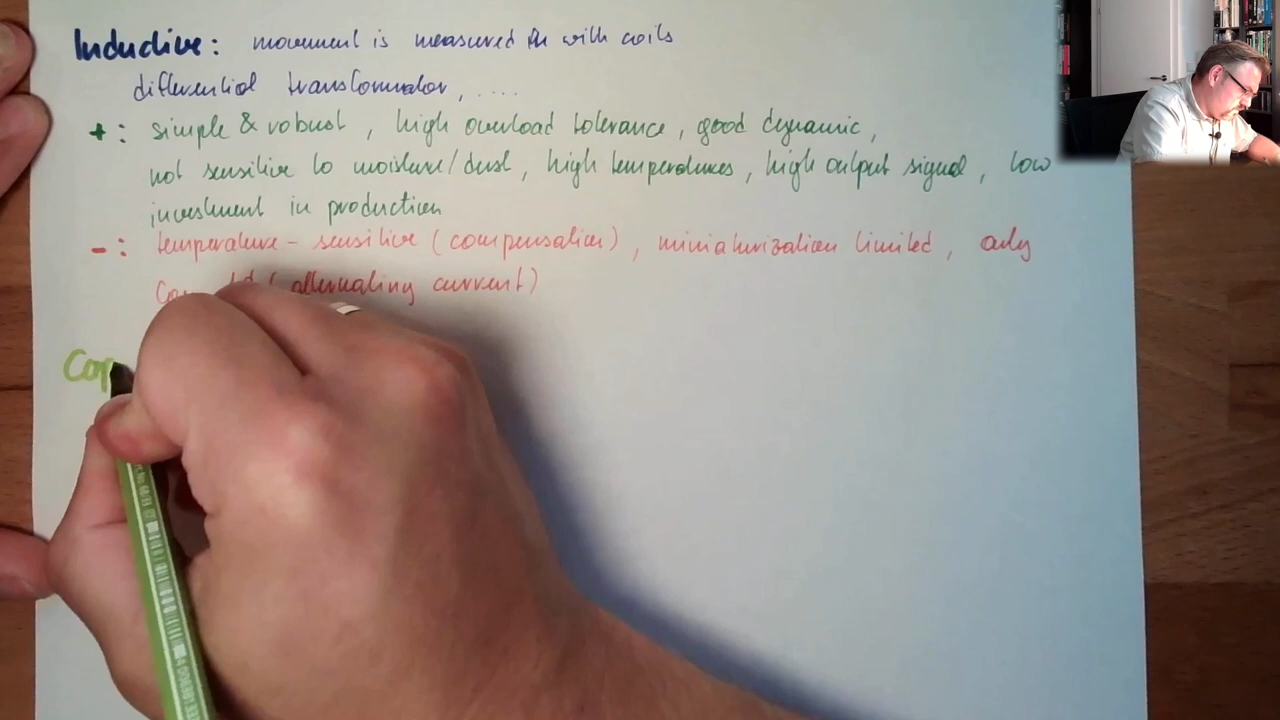 Inductive: movement is measured with coils
differential transformator, ....
+: simple & robust, high overload tolerance, good dynamic,
not sensitive to moisture/dust, high temperatures, high output signal, low
investment in production
-: temperature-sensitive (compensation), miniaturization limited, only
(alternating current)
Cap